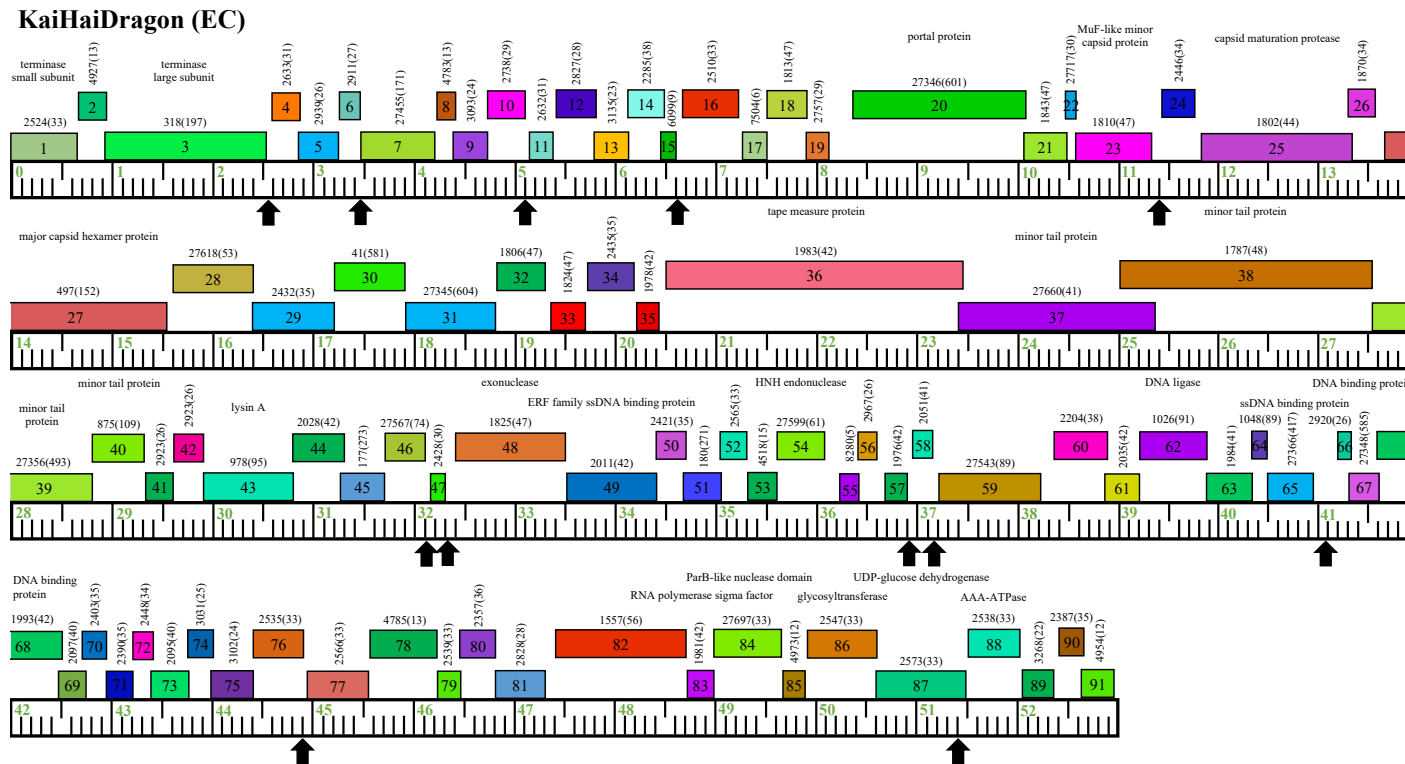 KaiHaiDragon (EC)
terminase
small subunit
terminase
large subunit
portal protein
MuF-like minor
capsid protein
capsid maturation protease
4927(13)
2633(31)
2939(26)
2911(27)
27455(171)
4783(13)
3093(24)
2738(29)
2632(31)
2827(28)
3135(23)
2285(38)
6099(9)
2510(33)
7504(6)
1813(47)
2757(29)
27346(601)
1843(47)
27717(30)
2446(34)
1870(34)
2 4 6 8 10 12 14 16 18 20 22 24 26
2524(33)
318(197)
1810(47)
1802(44)
1 3 5 7 9 11 13 15 17 19 21 23 25
0 1 2 3 4 5 6 7 8 9 10 11 12 13
major capsid hexamer protein
tape measure protein
minor tail protein
minor tail protein
27618(53)
41(581)
1806(47)
1824(47)
2435(35)
1978(42)
1983(42)
1787(48)
28 30 32 34 36 38
497(152)
2432(35)
27345(604)
27660(41)
27 29 31 33 35 37
14 15 16 17 18 19 20 21 22 23 24 25 26 27
minor tail
protein
minor tail protein
lysin A
exonuclease
ERF family ssDNA binding protein
HNH endonuclease
DNA ligase
ssDNA binding protein
DNA binding protein
875(109)
2923(26)
2923(26)
2028(42)
177(273)
27567(74)
2428(30)
1825(47)
2421(35)
180(271)
2565(33)
4518(15)
27599(61)
8280(5)
2967(26)
1976(42)
2051(41)
2204(38)
2035(42)
1026(91)
1984(41)
1048(89)
27366(417)
2920(26)
27348(585)
40 42 44 46 48 50 52 54 56 58 60 62 64 66
27356(493)
978(95)
2011(42)
27543(89)
39 41 43 45 47 49 51 53 55 57 59 61 63 65 67
28 29 30 31 32 33 34 35 36 37 38 39 40 41
DNA binding
protein
ParB-like nuclease domain
RNA polymerse sigma factor
UDP-glucose dehydrogenase
glycosyltransferase
AAA-ATPase
1993(42)
2097(40)
2403(35)
2390(35)
2448(34)
2095(40)
3031(25)
3102(24)
2535(33)
2566(33)
4785(13)
2539(33)
2357(36)
2828(28)
1557(56)
1981(42)
27697(33)
4973(12)
2547(33)
2573(33)
2538(33)
3268(22)
2387(35)
4954(12)
68 70 72 74 76 78 80 82 84 86 88 90
69 71 73 75 77 79 81 83 85 87 89 91
42 43 44 45 46 47 48 49 50 51 52